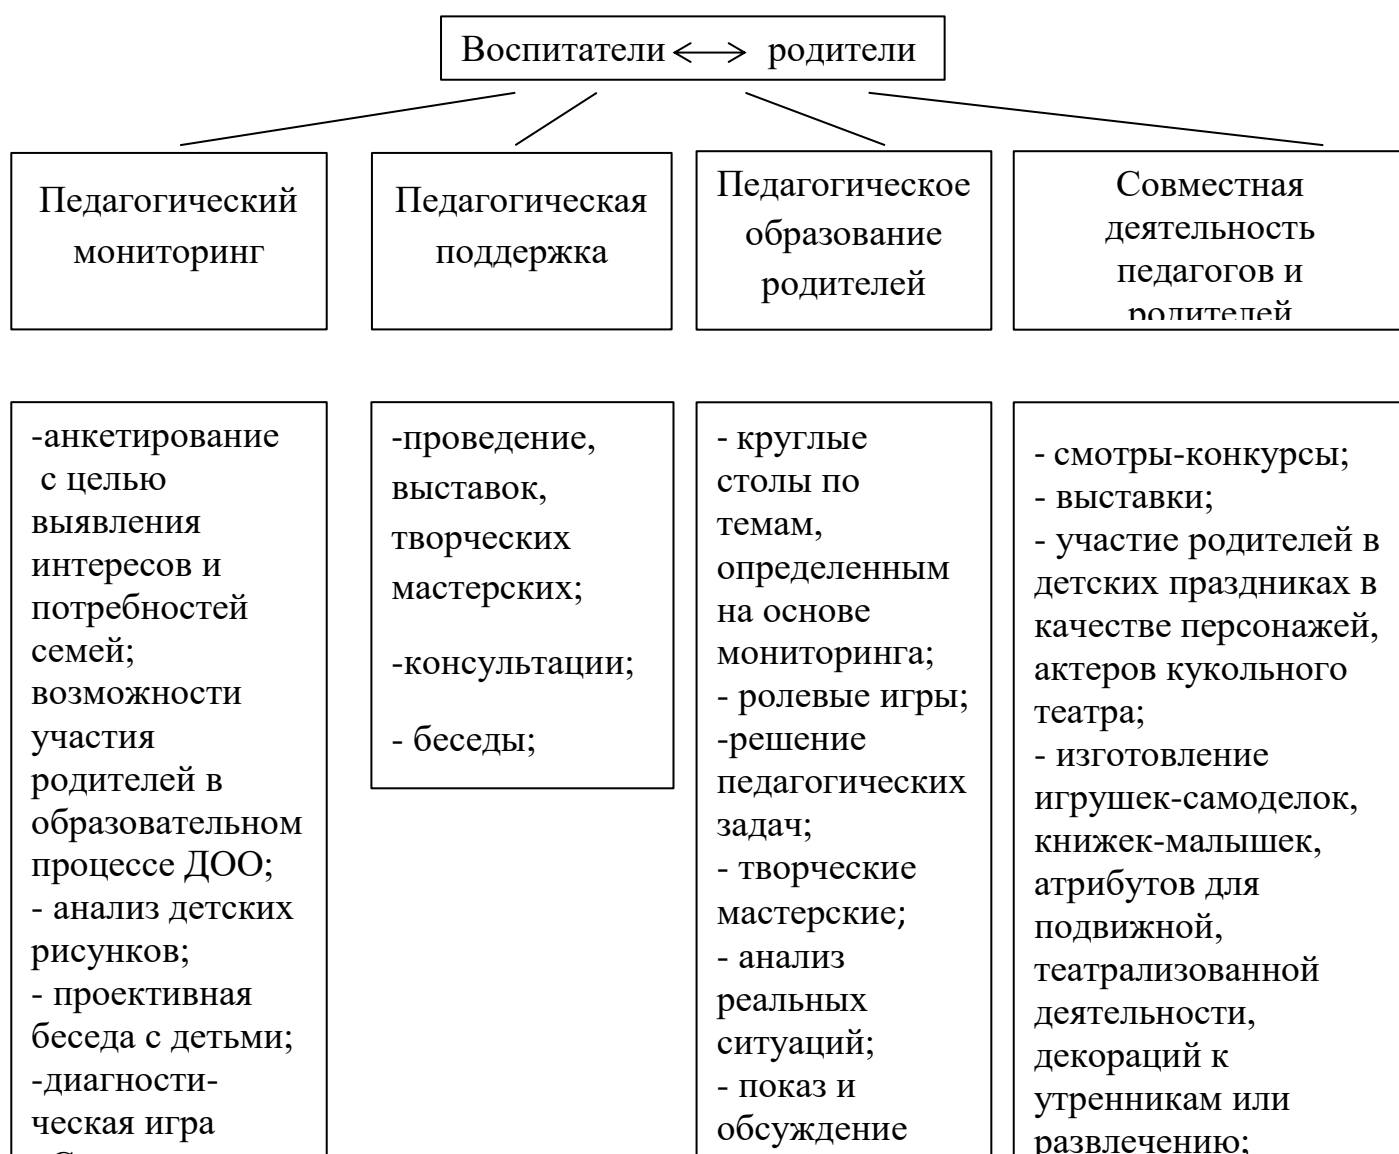 Воспитатели ⟷ родители
Педагогический
мониторинг
Педагогическая
поддержка
Педагогическое
образование
родителей
Совместная
деятельность
педагогов и
родителей
-анкетирование
с целью
выявления
интересов и
потребностей
семей;
возможности
участия
родителей в
образовательном
процессе ДОО;
- анализ детских
рисунков;
- проективная
беседа с детьми;
-диагности-
ческая игра
-проведение,
выставок,
творческих
мастерских;
-консультации;
- беседы;
- круглые
столы по
темам,
определенным
на основе
мониторинга;
- ролевые игры;
-решение
педагогических
задач;
- творческие
мастерские;
- анализ
реальных
ситуаций;
- показ и
обсуждение
- смотры-конкурсы;
- выставки;
- участие родителей в
детских праздниках в
качестве персонажей,
актеров кукольного
театра;
- изготовление
игрушек-самоделок,
книжек-малышек,
атрибутов для
подвижной,
театрализованной
деятельности,
декораций к
утренникам или
развлечению;